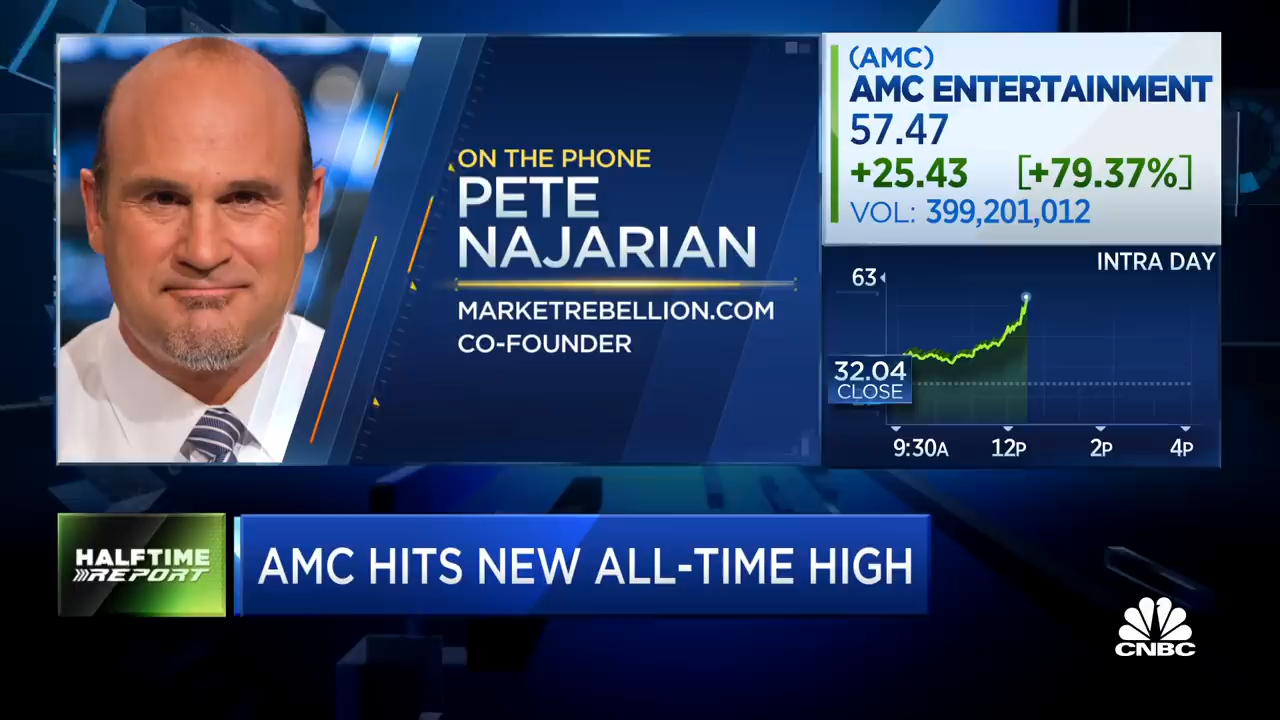 ON THE PHONE
PETE
NAJARIAN
MARKETREBELLION.COM
CO-FOUNDER
(AMC)
AMC ENTERTAINMENT
57.47
+25.43 [+79.37%]
VOL: 399,201,012
INTRA DAY
63
32.04
CLOSE
9:30A 12P 2P 4P
HALFTIME
REPORT
AMC HITS NEW ALL-TIME HIGH
CNBC